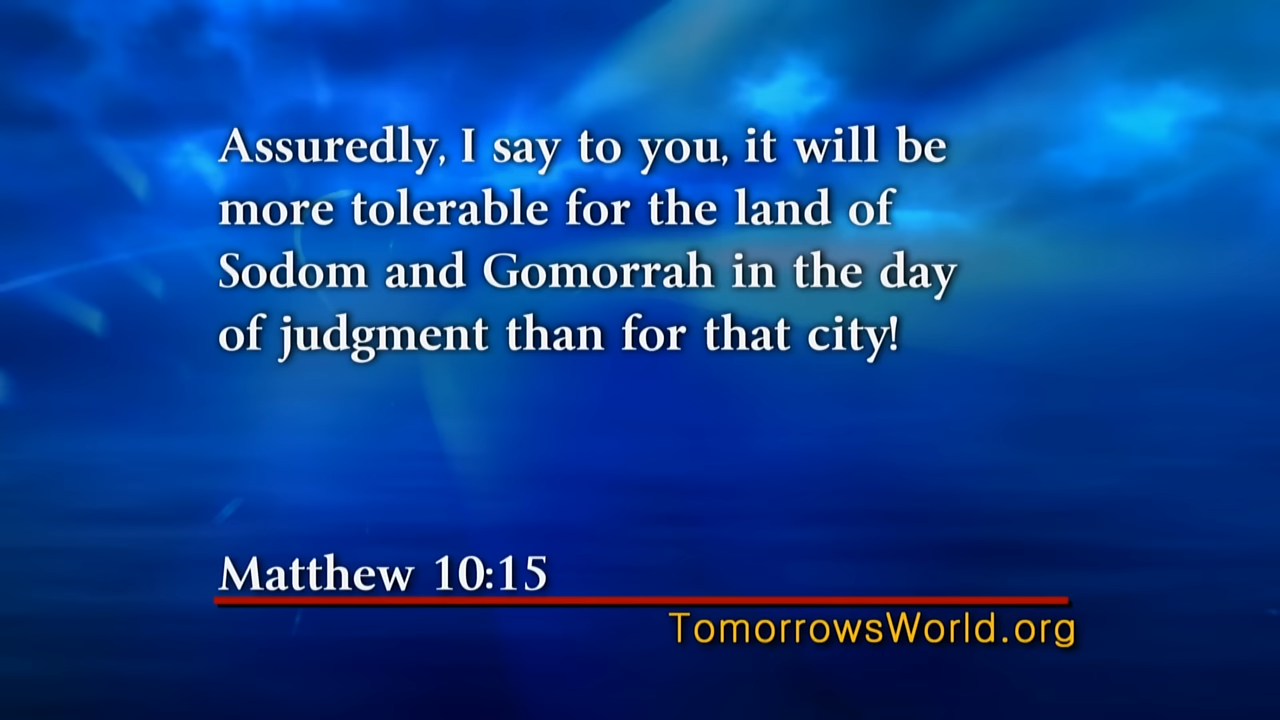 Assuredly, I say to you, it will be
more tolerable for the land of
Sodom and Gomorrah in the day
of judgment than for that city!
Matthew 10:15
TomorrowsWorld.org